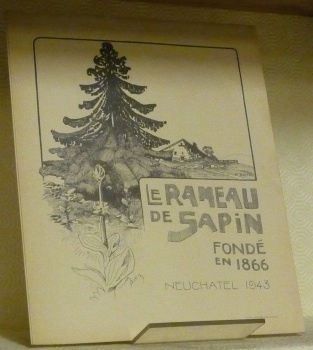 LE RAMEAU
DE SAPIN
FONDÉ
EN 1866
NEUCHATEL 1943